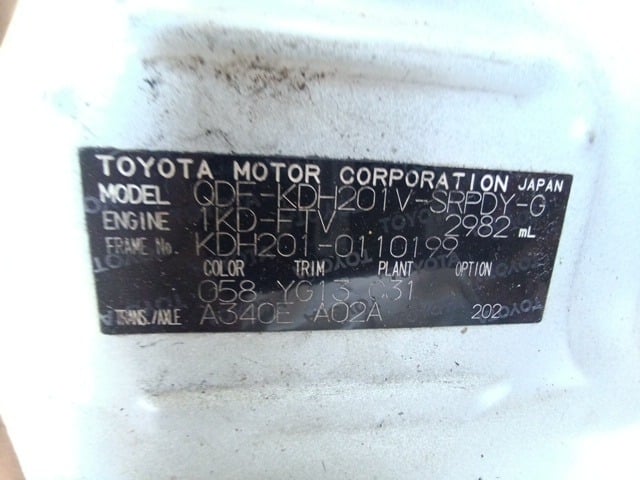 TOYOTA MOTOR CORPORATION JAPAN
MODEL QDF-KDH201V-SRPDY-G
ENGINE 1KD-FTV 2982 mL
FRAME No. KDH201-0110199
COLOR TRIM PLANT OPTION
058 YG13 C31
TRANS./AXLE A340E A02A 202